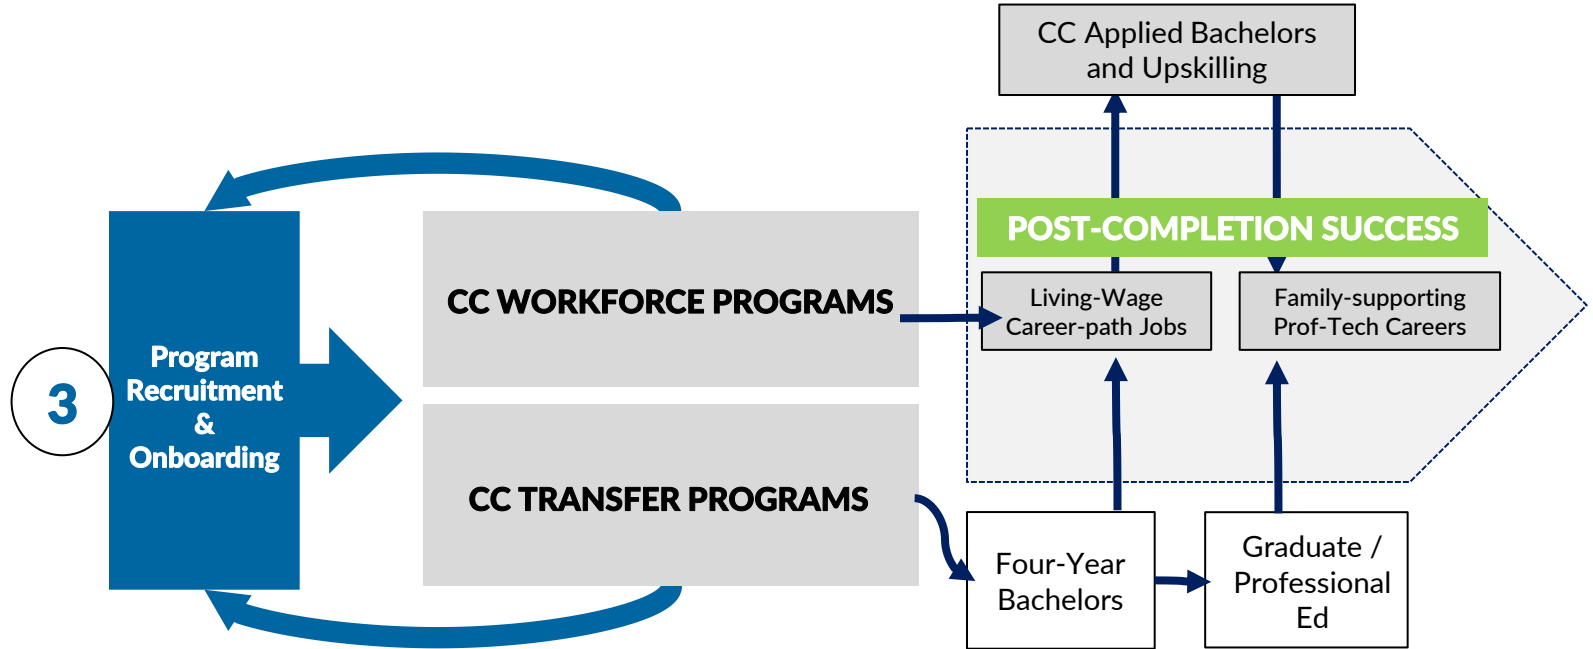 CC Applied Bachelors
and Upskilling
POST-COMPLETION SUCCESS
Living-Wage
Career-path Jobs
Family-supporting
Prof-Tech Careers
CC WORKFORCE PROGRAMS
3
Program
Recruitment
&
Onboarding
CC TRANSFER PROGRAMS
Four-Year
Bachelors
Graduate /
Professional
Ed